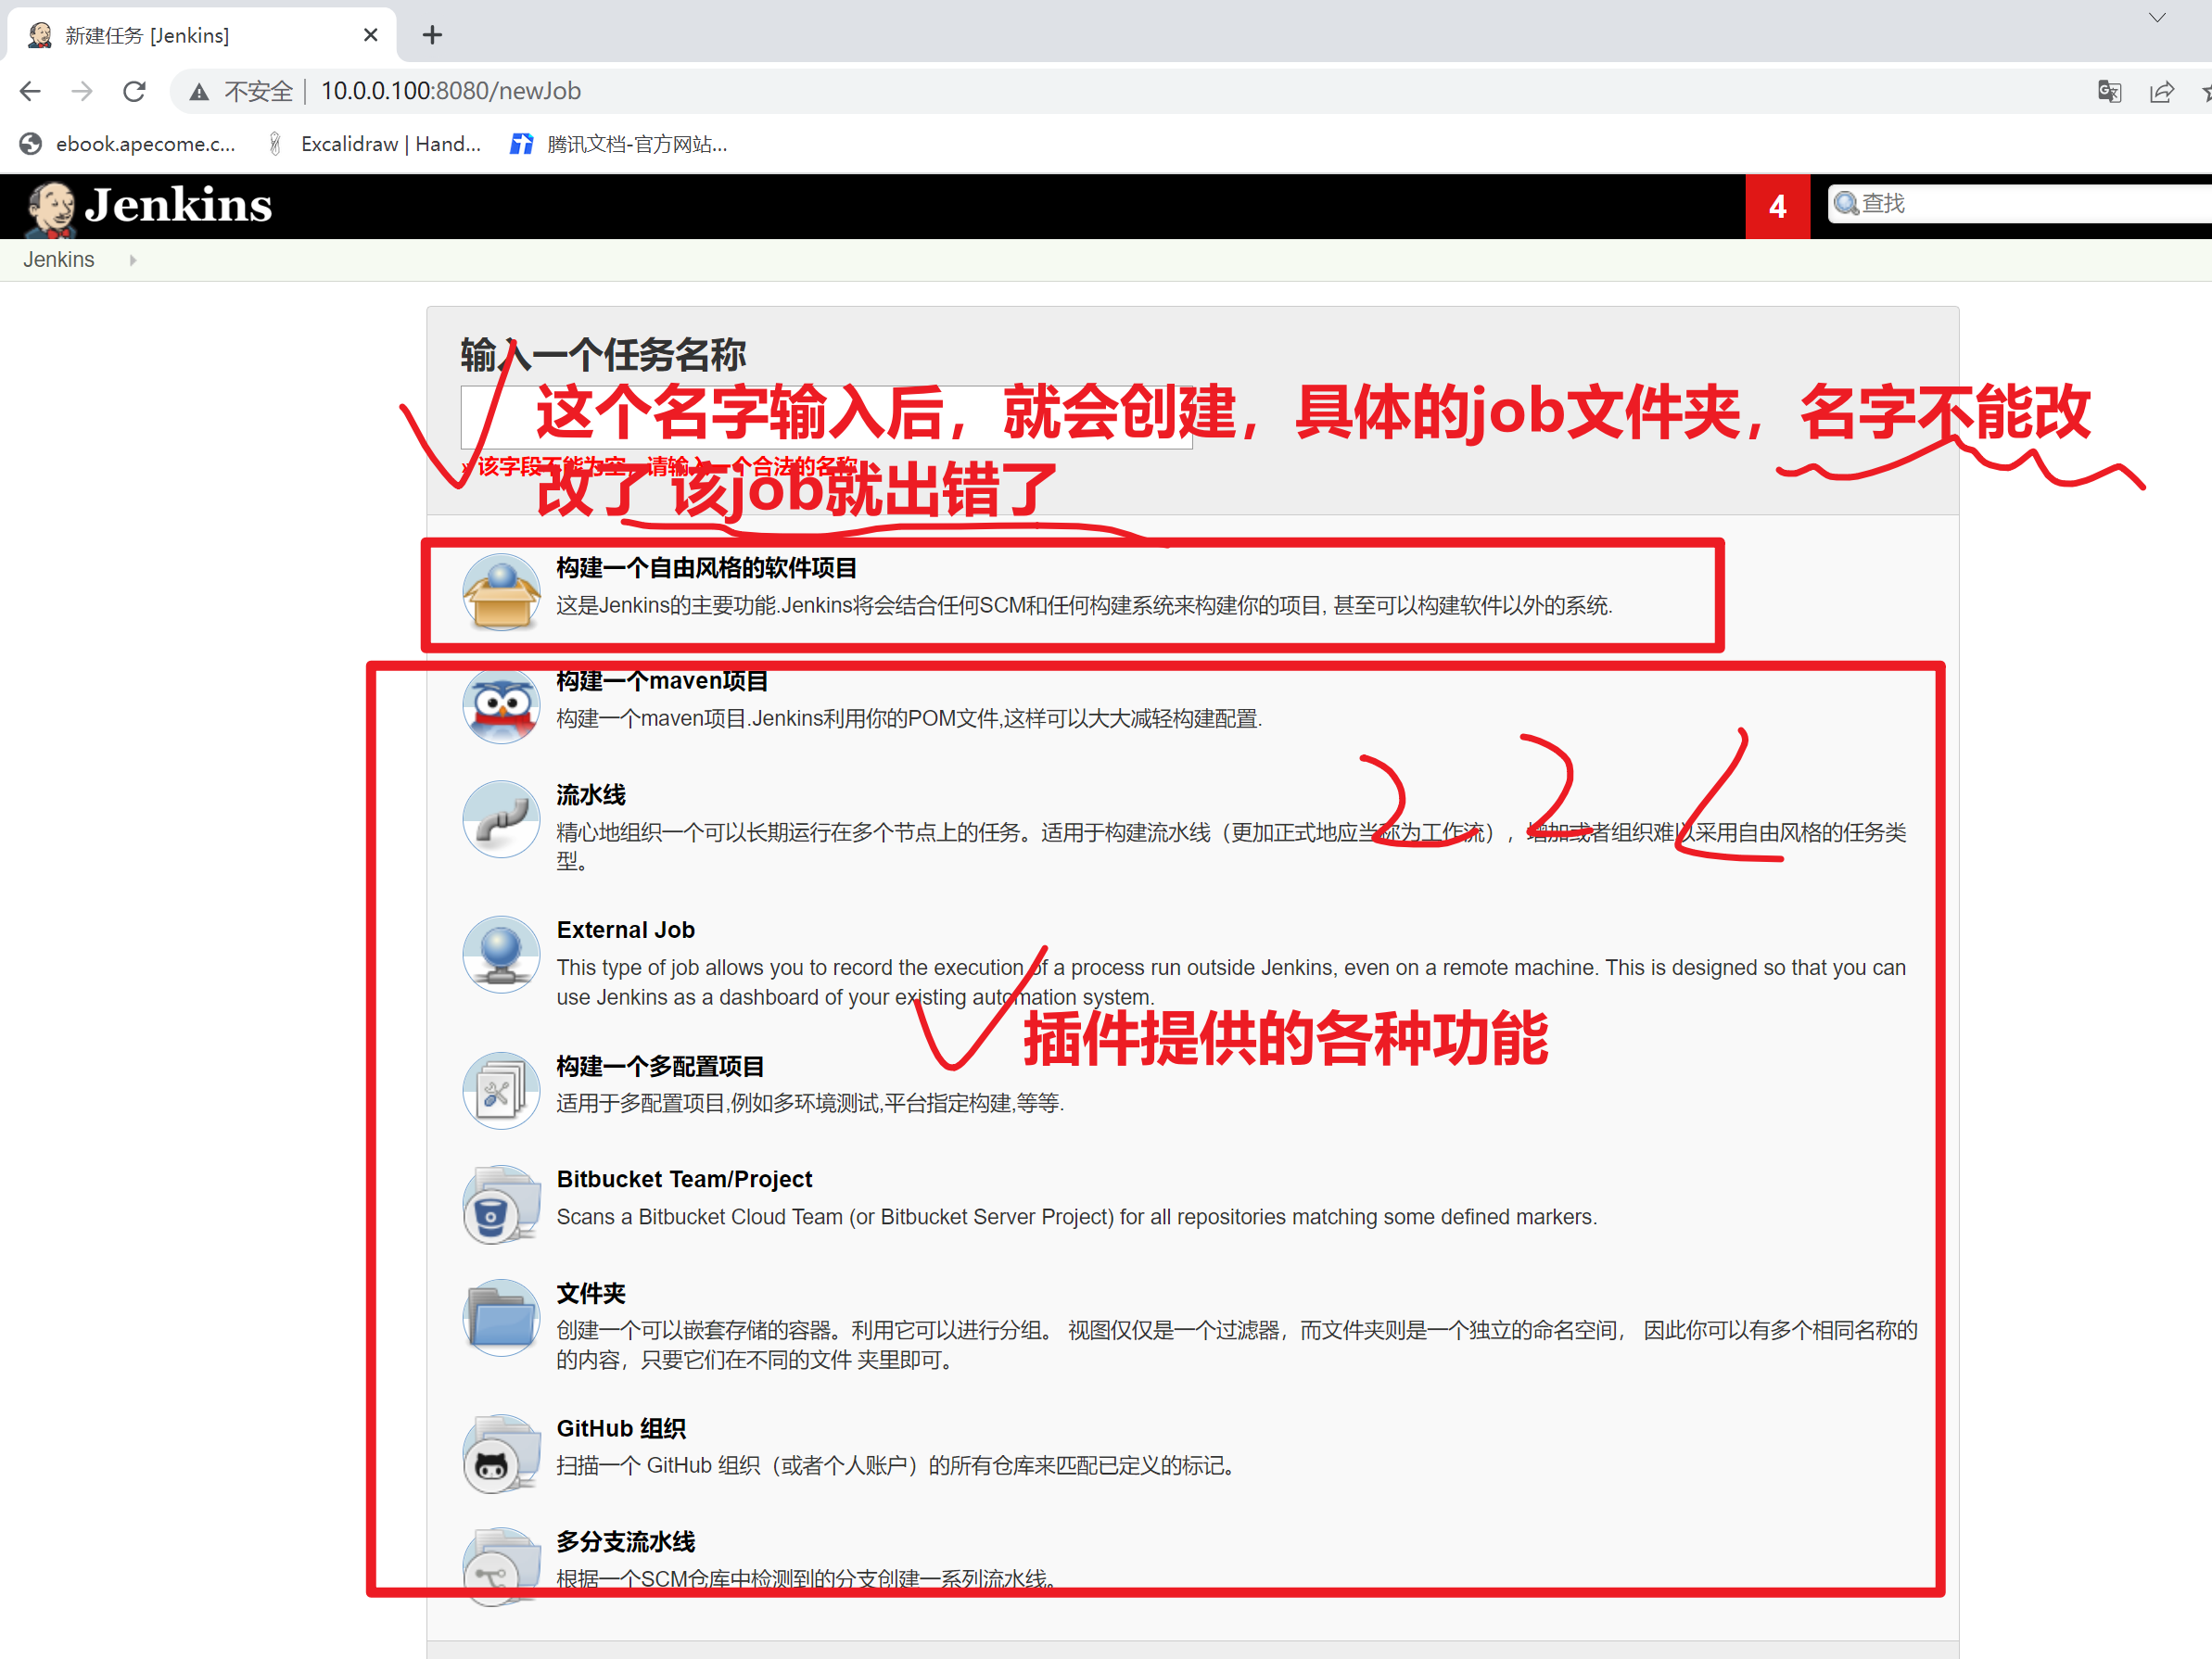 新建任务 [Jenkins]
不安全 10.0.0.100:8080/newJob
ebook.apecome.c... Excalidraw | Hand... 腾讯文档-官方网站...
Jenkins 4 查找
Jenkins
输入一个任务名称
这个名字输入后，就会创建，具体的job文件夹，名字不能改
» 该字段不能为空，请输入一个合法的名称
改了 该job就出错了
构建一个自由风格的软件项目
这是Jenkins的主要功能.Jenkins将会结合任何SCM和任何构建系统来构建你的项目, 甚至可以构建软件以外的系统.
构建一个maven项目
构建一个maven项目.Jenkins利用你的POM文件,这样可以大大减轻构建配置.
流水线
精心地组织一个可以长期运行在多个节点上的任务。适用于构建流水线（更加正式地应当称为工作流），增加或者组织难以采用自由风格的任务类
型。
External Job
This type of job allows you to record the execution of a process run outside Jenkins, even on a remote machine. This is designed so that you can
use Jenkins as a dashboard of your existing automation system.
插件提供的各种功能
构建一个多配置项目
适用于多配置项目,例如多环境测试,平台指定构建,等等.
Bitbucket Team/Project
Scans a Bitbucket Cloud Team (or Bitbucket Server Project) for all repositories matching some defined markers.
文件夹
创建一个可以嵌套存储的容器。利用它可以进行分组。 视图仅仅是一个过滤器，而文件夹则是一个独立的命名空间， 因此你可以有多个相同名称的
的内容，只要它们在不同的文件 夹里即可。
GitHub 组织
扫描一个 GitHub 组织（或者个人账户）的所有仓库来匹配已定义的标记。
多分支流水线
根据一个SCM仓库中检测到的分支创建一系列流水线。